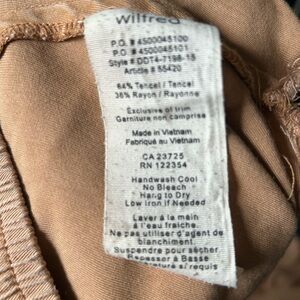 Wilfred
P.O. # 4500045100
P.O. # 4500045101
Style # DDT4-7198-15
Article # 55420
64% Tencel / Tencel
36% Rayon / Rayonne
Exclusive of trim
Garniture non comprise
Made in Vietnam
Fabriqué au Vietnam
CA 23725
RN 122354
Handwash Cool
No Bleach
Hang to Dry
Low Iron if Needed
Laver à la main
à l'eau fraîche.
Ne pas utiliser d'agent de
blanchiment.
Suspendre pour sécher
Repasser à Basse
si requis